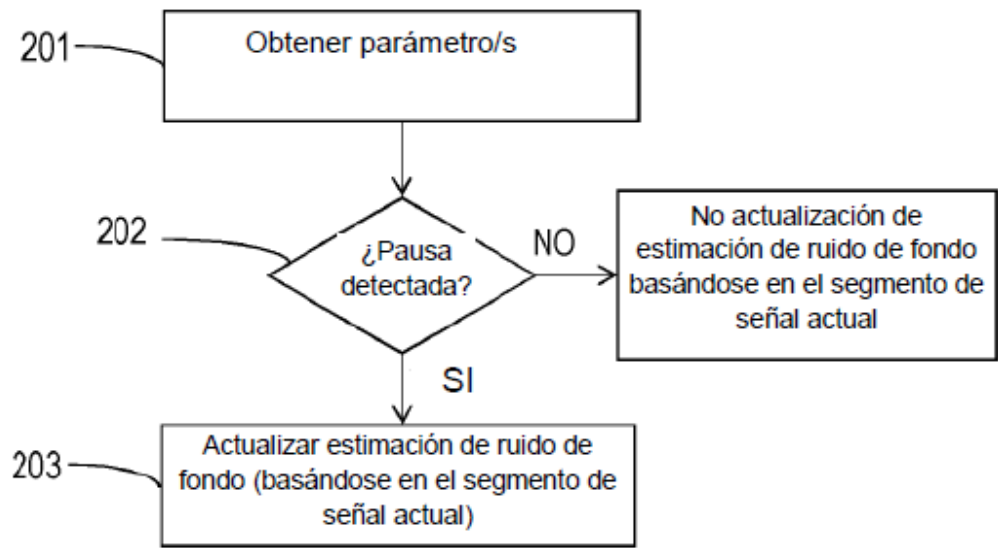 201
Obtener parámetro/s
202
¿Pausa
detectada?
NO
No actualización de
estimación de ruido de fondo
basándose en el segmento de
señal actual
SI
203
Actualizar estimación de ruido de
fondo (basándose en el segmento de
señal actual)